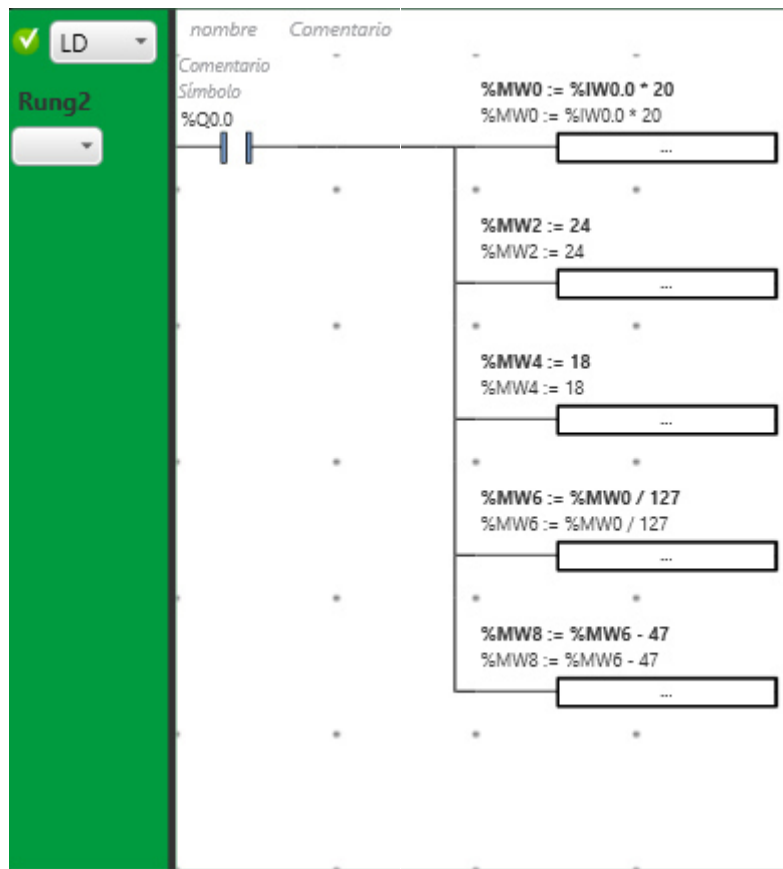 LD
nombre Comentario
Comentario
Símbolo
Rung2
%Q0.0
%MW0 := %IW0.0 * 20
%MW0 := %IW0.0 * 20
...
%MW2 := 24
%MW2 := 24
...
%MW4 := 18
%MW4 := 18
...
%MW6 := %MW0 / 127
%MW6 := %MW0 / 127
...
%MW8 := %MW6 - 47
%MW8 := %MW6 - 47
...